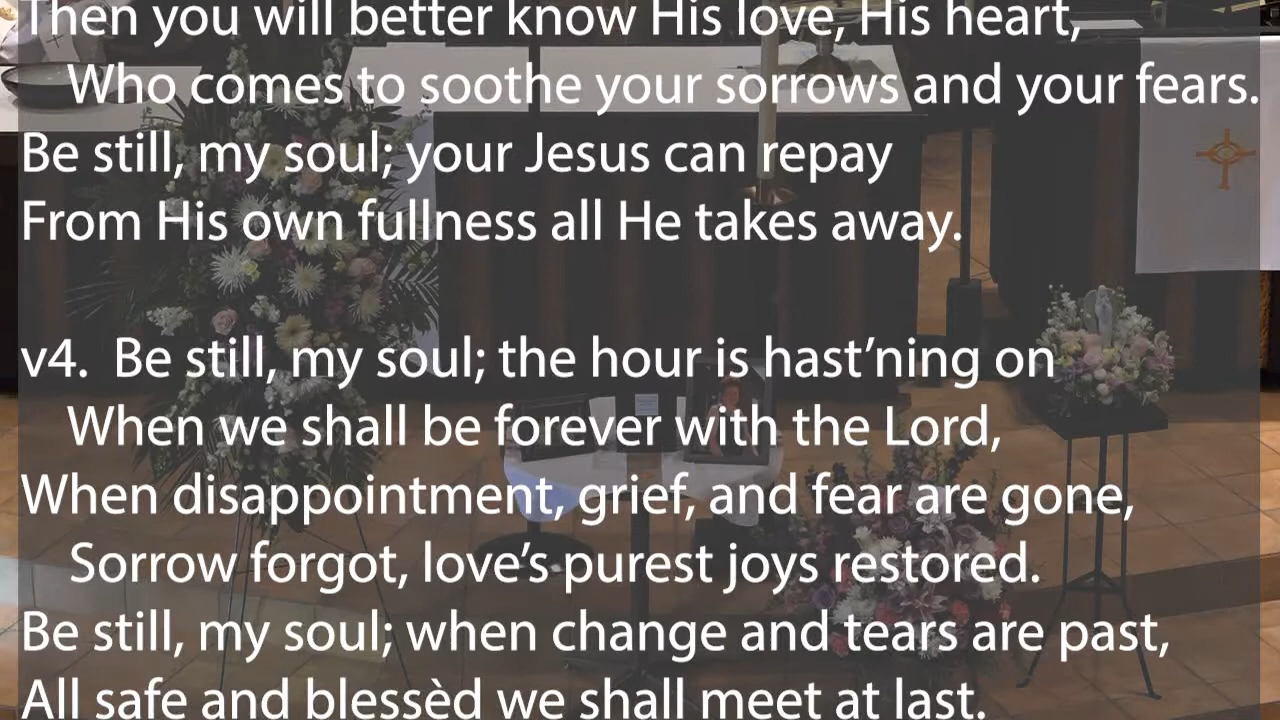 Then you will better know His love, His heart,
Who comes to soothe your sorrows and your fears.
Be still, my soul; your Jesus can repay
From His own fullness all He takes away.
v4. Be still, my soul; the hour is hast’ning on
When we shall be forever with the Lord,
When disappointment, grief, and fear are gone,
Sorrow forgot, love’s purest joys restored.
Be still, my soul; when change and tears are past,
All safe and blessèd we shall meet at last.